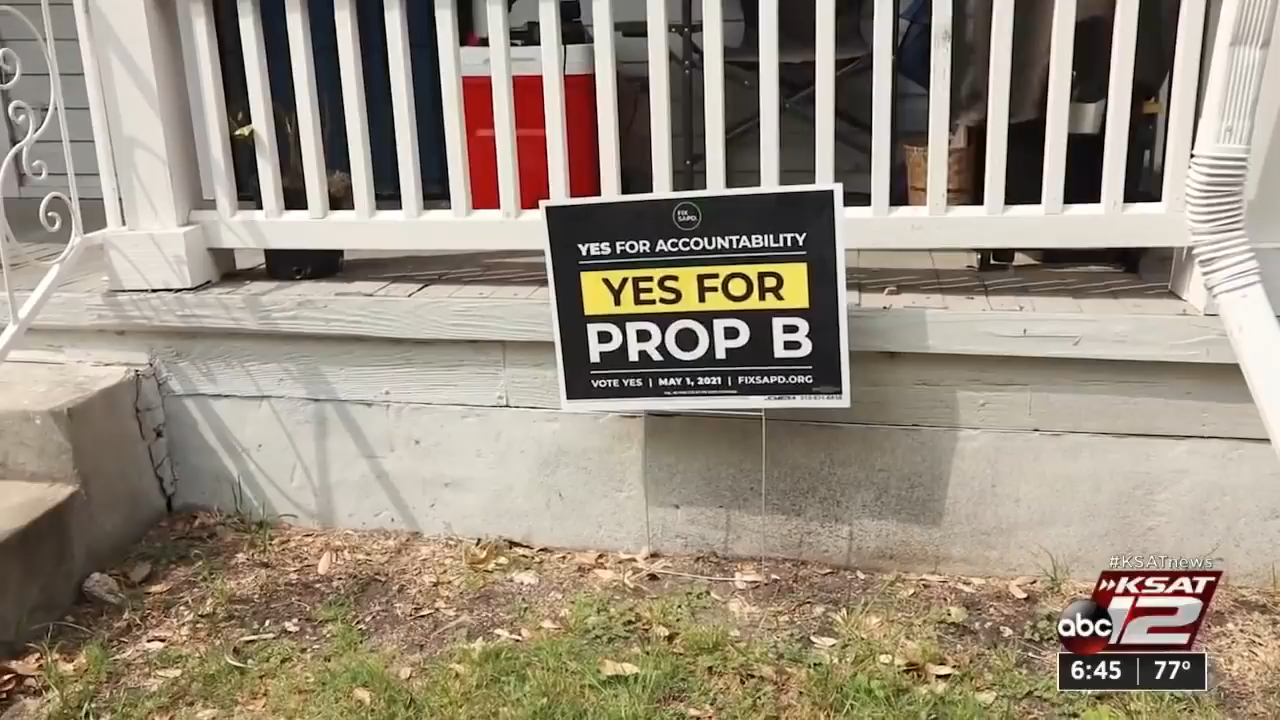 FIX
SAPD.
YES FOR ACCOUNTABILITY
YES FOR
PROP B
VOTE YES | MAY 1, 2021 | FIXSAPD.ORG
#KSATnews
KSAT
abc 12
6:45 | 77°